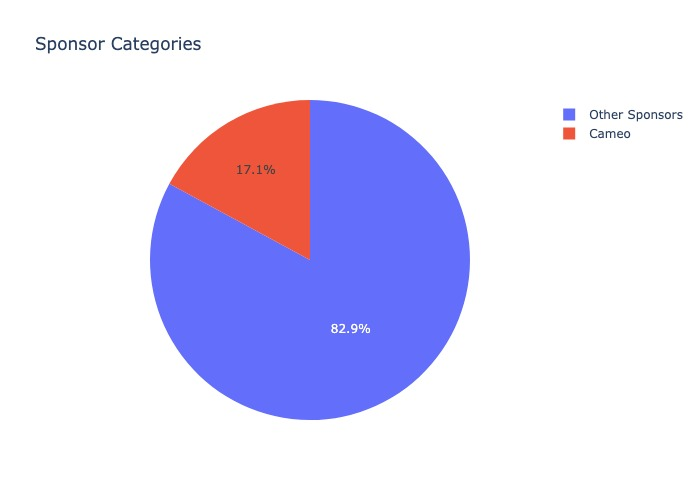 Sponsor Categories
Other Sponsors
Cameo
17.1%
82.9%